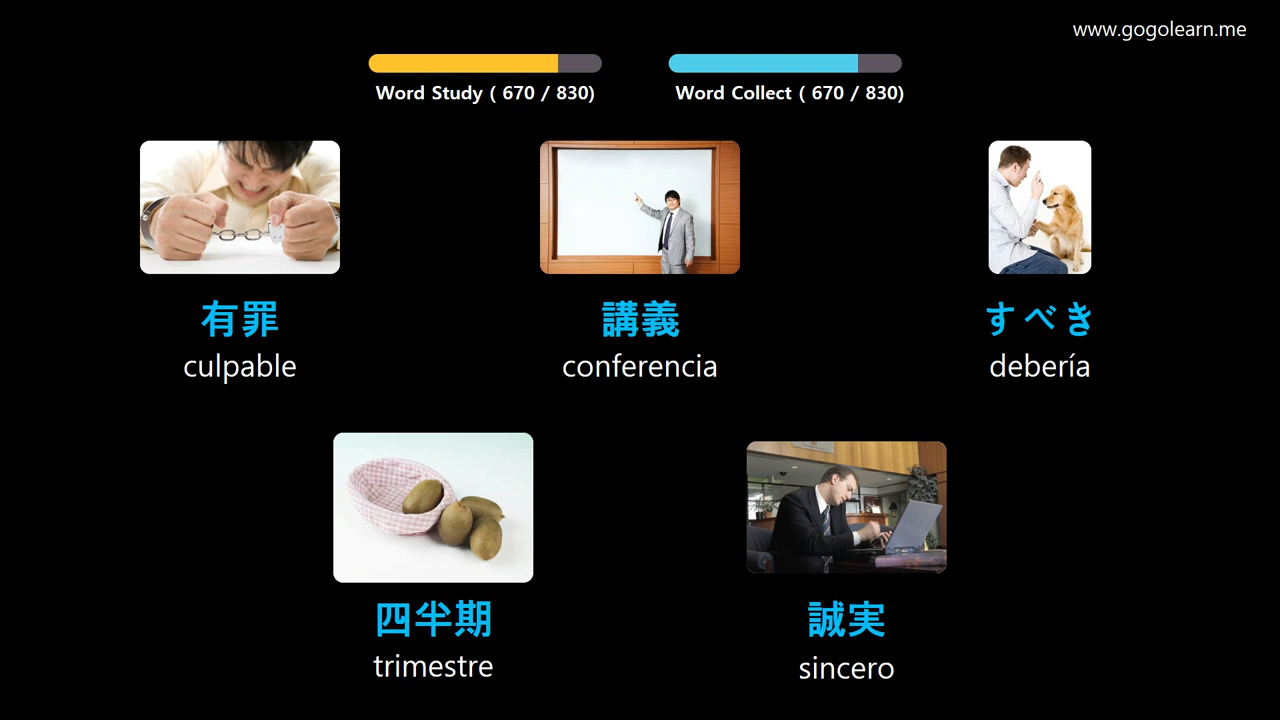 www.gogolearn.me
Word Study ( 670 / 830)
Word Collect ( 670 / 830)
有罪
culpable
講義
conferencia
すべき
debería
四半期
trimestre
誠実
sincero